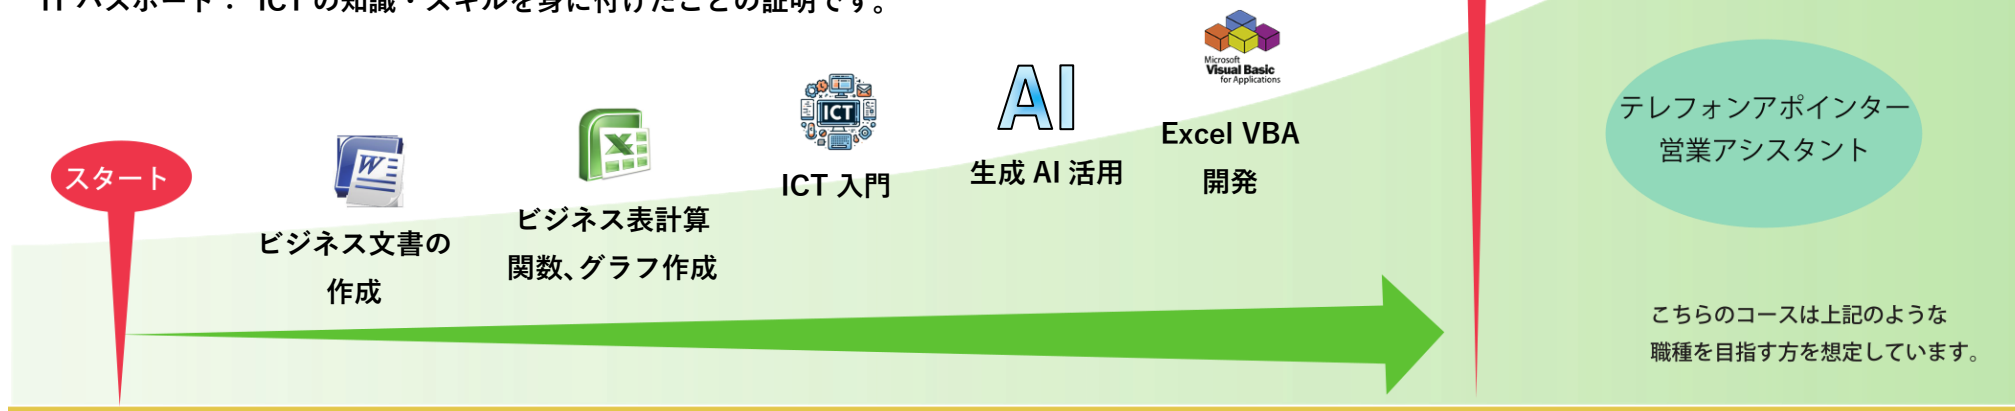 IT パスポート： ICT の知識・スキルを身に付けたことの証明です。
Microsoft
Visual Basic
for Applications
ICT
AI
W
X
テレフォンアポインター
営業アシスタント
スタート
Excel VBA
開発
生成 AI 活用
ICT 入門
ビジネス表計算
関数、グラフ作成
ビジネス文書の
作成
こちらのコースは上記のような
職種を目指す方を想定しています。